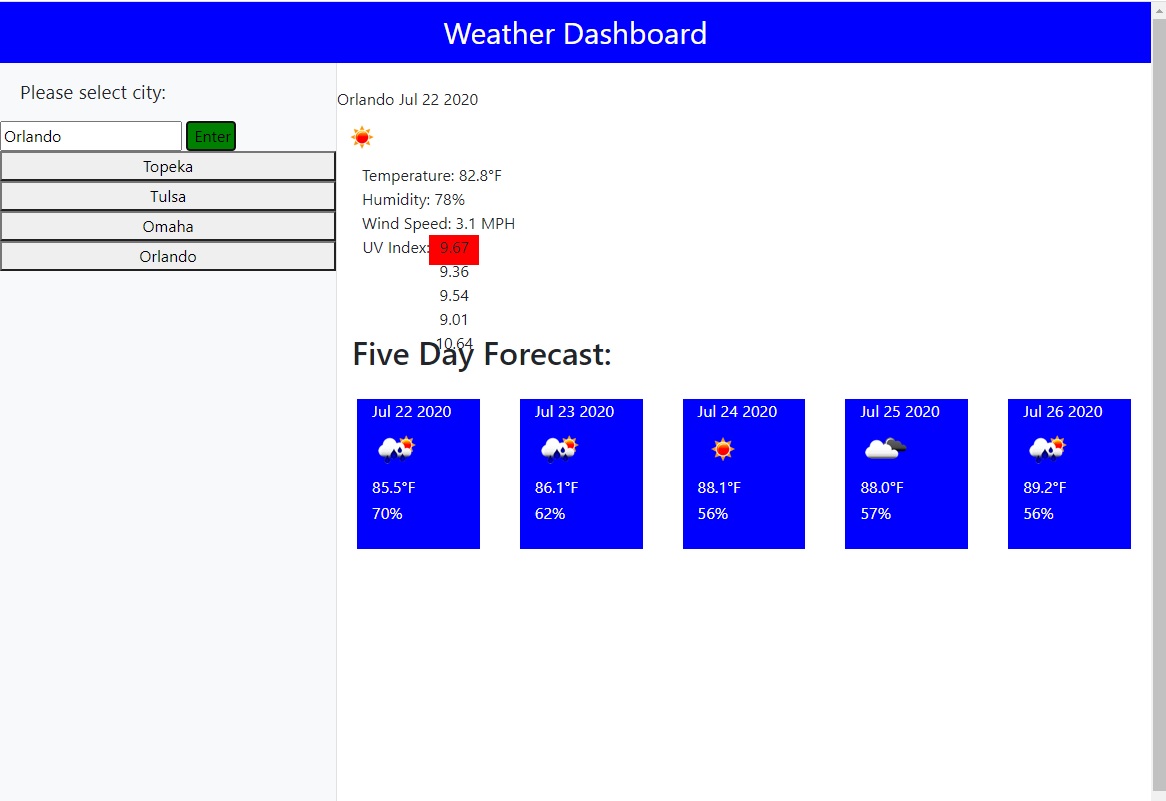 Weather Dashboard
Please select city:
Orlando Enter
Topeka
Tulsa
Omaha
Orlando
Orlando Jul 22 2020
Temperature: 82.8°F
Humidity: 78%
Wind Speed: 3.1 MPH
UV Index: 9.67
9.36
9.54
9.01
10.64
Five Day Forecast:
Jul 22 2020 Jul 23 2020 Jul 24 2020 Jul 25 2020 Jul 26 2020
85.5°F 86.1°F 88.1°F 88.0°F 89.2°F
70% 62% 56% 57% 56%